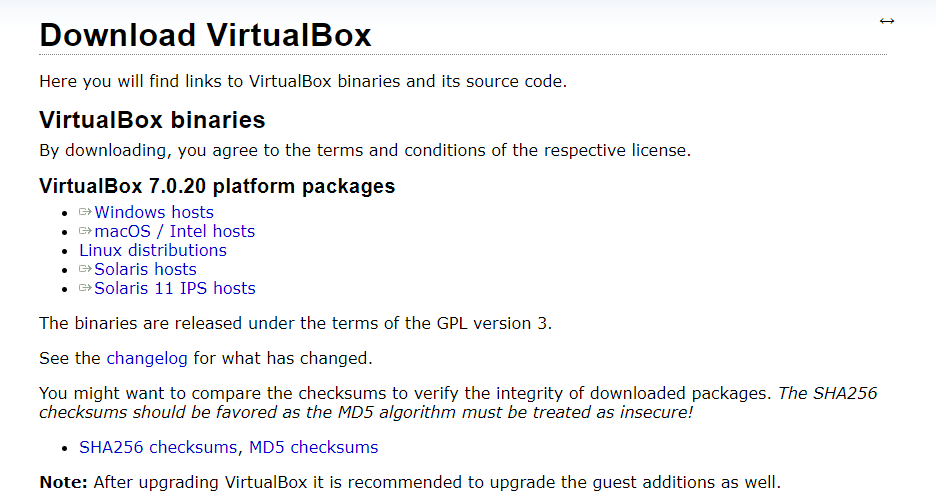 Download VirtualBox
Here you will find links to VirtualBox binaries and its source code.
VirtualBox binaries
By downloading, you agree to the terms and conditions of the respective license.
VirtualBox 7.0.20 platform packages
Windows hosts
macOS / Intel hosts
Linux distributions
Solaris hosts
Solaris 11 IPS hosts
The binaries are released under the terms of the GPL version 3.
See the changelog for what has changed.
You might want to compare the checksums to verify the integrity of downloaded packages. The SHA256
checksums should be favored as the MD5 algorithm must be treated as insecure!
SHA256 checksums, MD5 checksums
Note: After upgrading VirtualBox it is recommended to upgrade the guest additions as well.